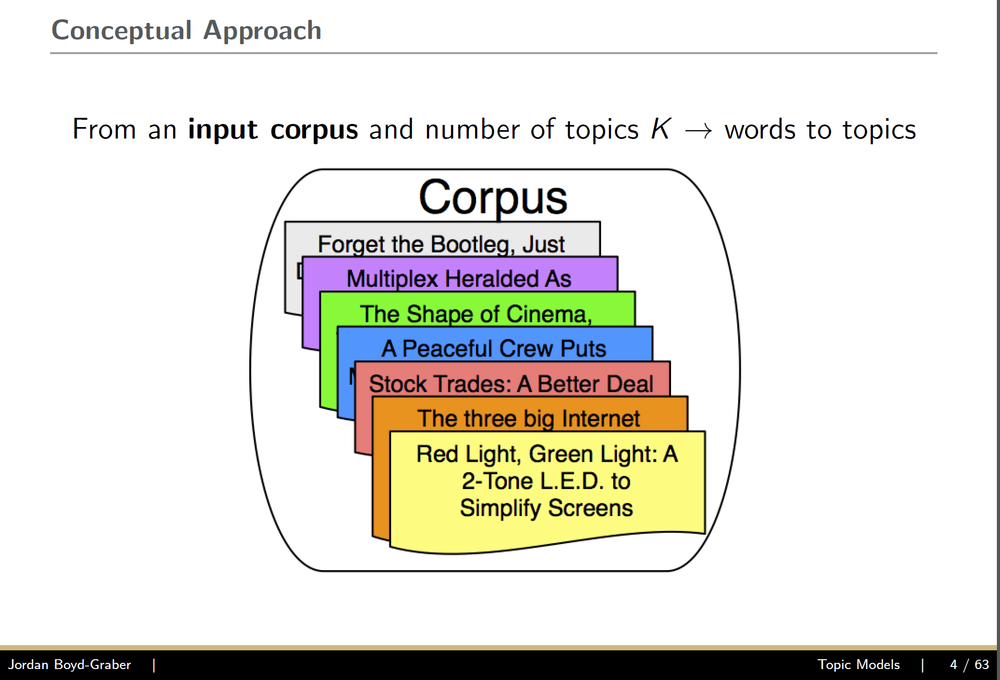 Conceptual Approach
From an input corpus and number of topics K → words to topics
Corpus
Forget the Bootleg, Just
Multiplex Heralded As
The Shape of Cinema,
A Peaceful Crew Puts
Stock Trades: A Better Deal
The three big Internet
Red Light, Green Light: A
2-Tone L.E.D. to
Simplify Screens
Jordan Boyd-Graber |
Topic Models | 4 / 63